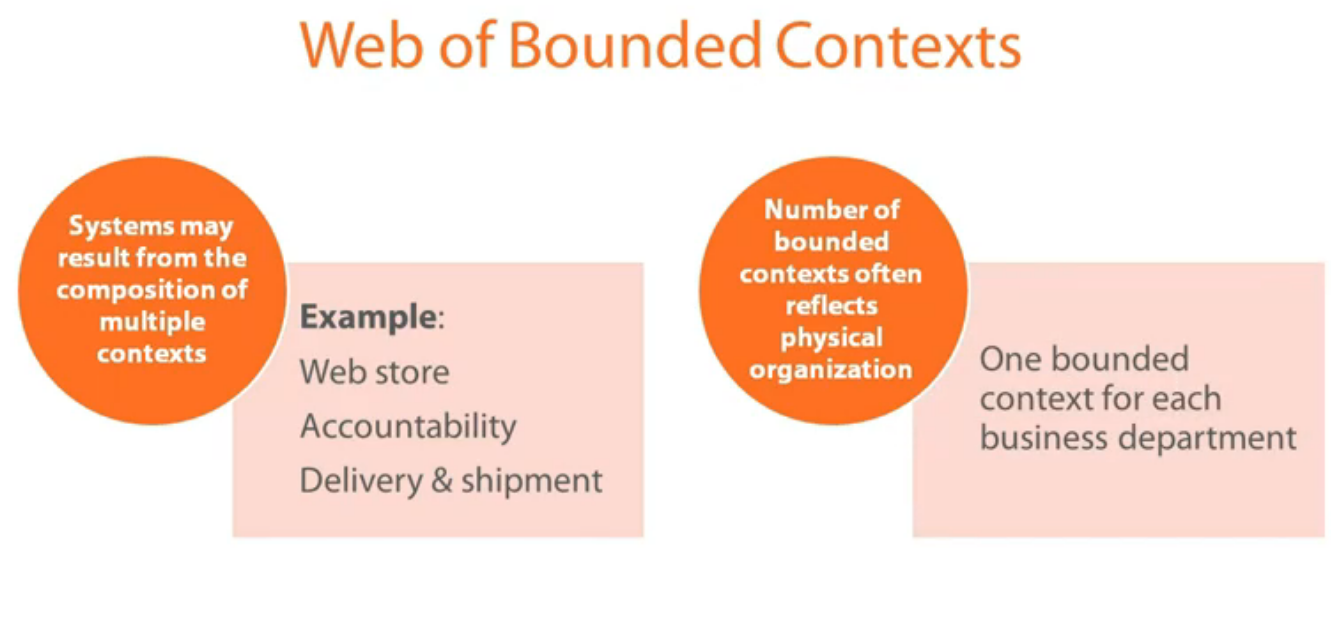 Web of Bounded Contexts
Systems may
result from the
composition of
multiple
contexts
Example:
Web store
Accountability
Delivery & shipment
Number of
bounded
contexts often
reflects
physical
organization
One bounded
context for each
business department